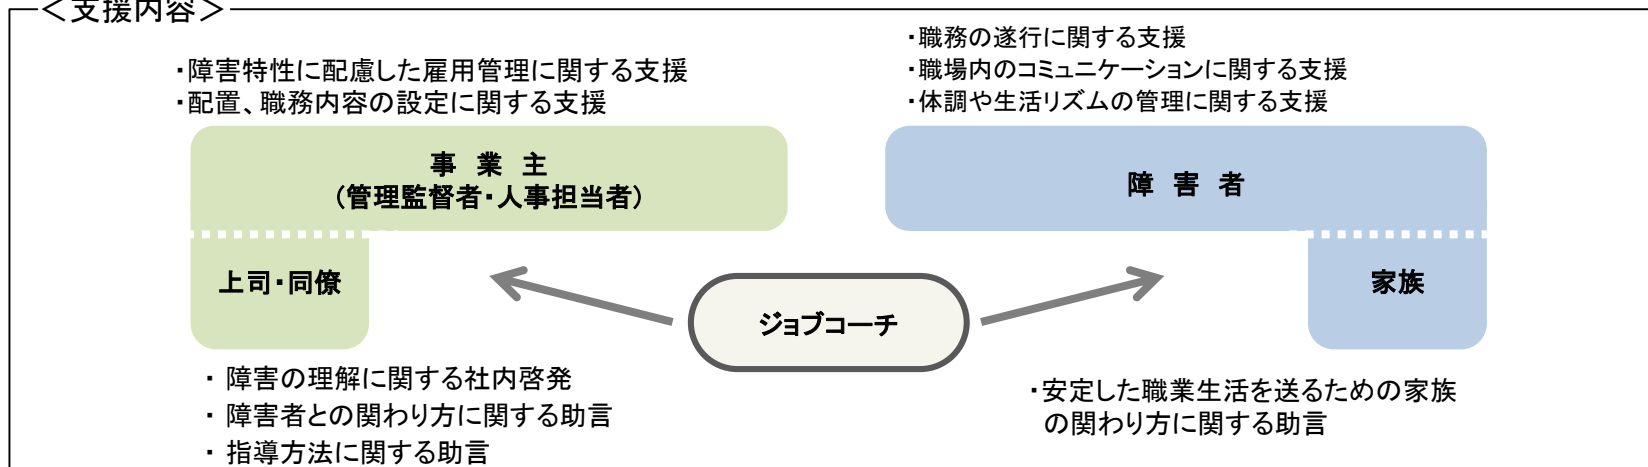 ＜支援内容＞
・障害特性に配慮した雇用管理に関する支援
・配置、職務内容の設定に関する支援
・職務の遂行に関する支援
・職場内のコミュニケーションに関する支援
・体調や生活リズムの管理に関する支援
事 業 主
（管理監督者・人事担当者）
障 害 者
上司・同僚
ジョブコーチ
家族
・ 障害の理解に関する社内啓発
・ 障害者との関わり方に関する助言
・ 指導方法に関する助言
・安定した職業生活を送るための家族
の関わり方に関する助言